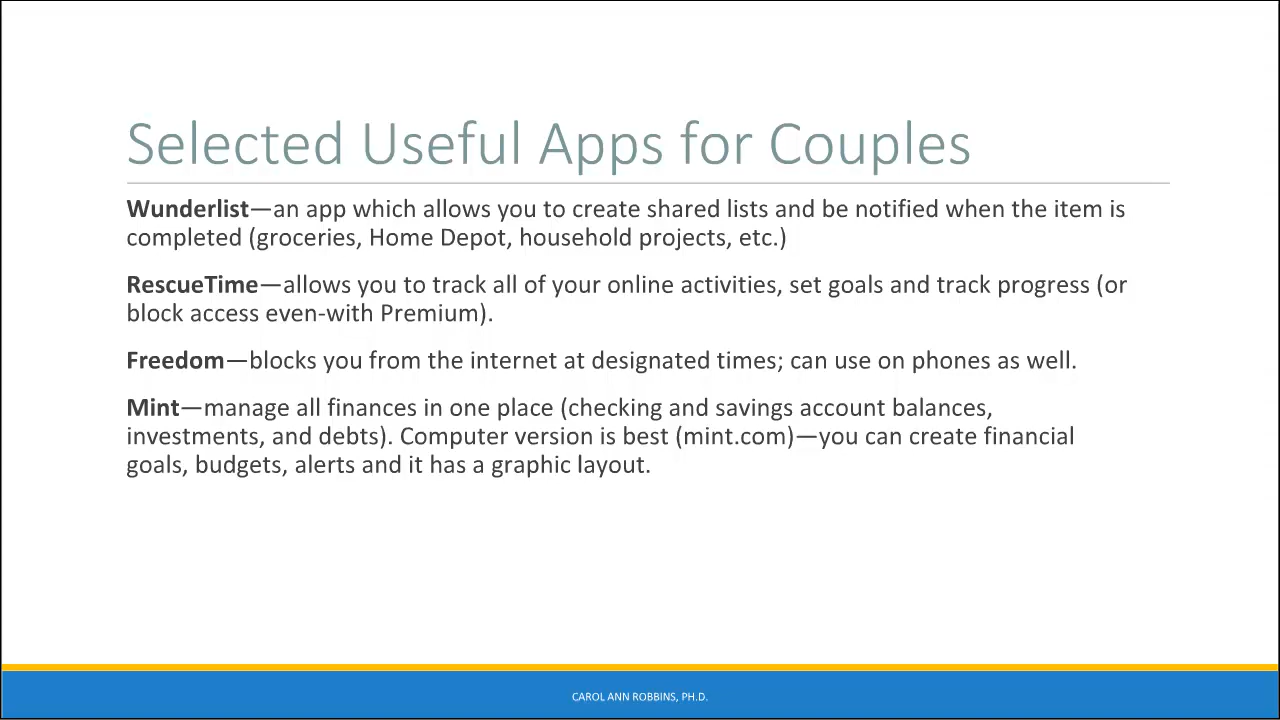 Selected Useful Apps for Couples
Wunderlist—an app which allows you to create shared lists and be notified when the item is
completed (groceries, Home Depot, household projects, etc.)
RescueTime—allows you to track all of your online activities, set goals and track progress (or
block access even-with Premium).
Freedom—blocks you from the internet at designated times; can use on phones as well.
Mint—manage all finances in one place (checking and savings account balances,
investments, and debts). Computer version is best (mint.com)—you can create financial
goals, budgets, alerts and it has a graphic layout.
CAROL ANN ROBBINS, PH.D.